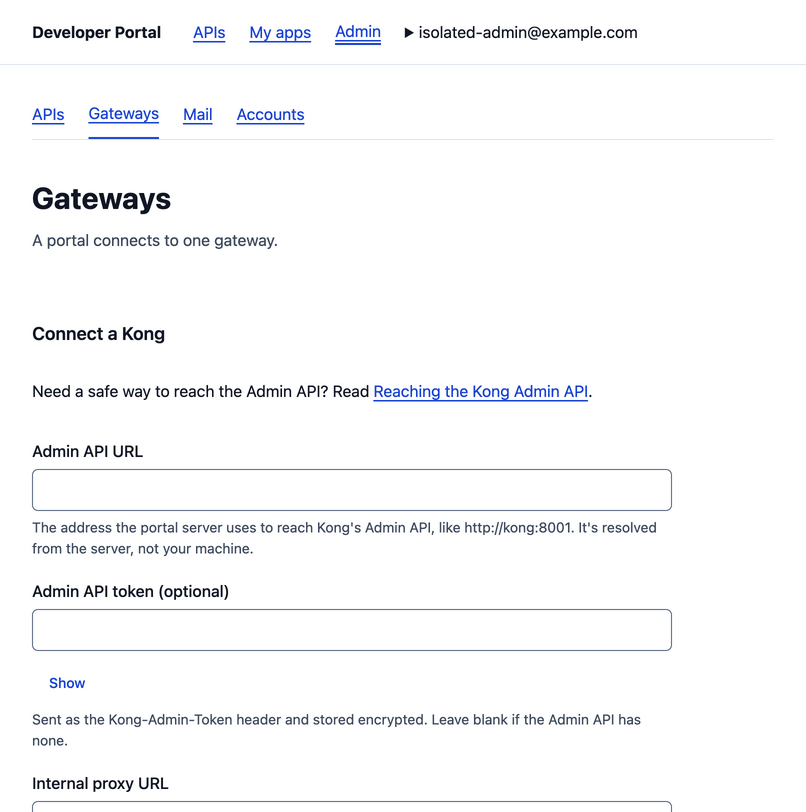 Developer Portal APIs My apps Admin ▶ isolated-admin@example.com
APIs Gateways Mail Accounts
Gateways
A portal connects to one gateway.
Connect a Kong
Need a safe way to reach the Admin API? Read Reaching the Kong Admin API.
Admin API URL
The address the portal server uses to reach Kong's Admin API, like http://kong:8001. It's resolved
from the server, not your machine.
Admin API token (optional)
Show
Sent as the Kong-Admin-Token header and stored encrypted. Leave blank if the Admin API has
none.
Internal proxy URL